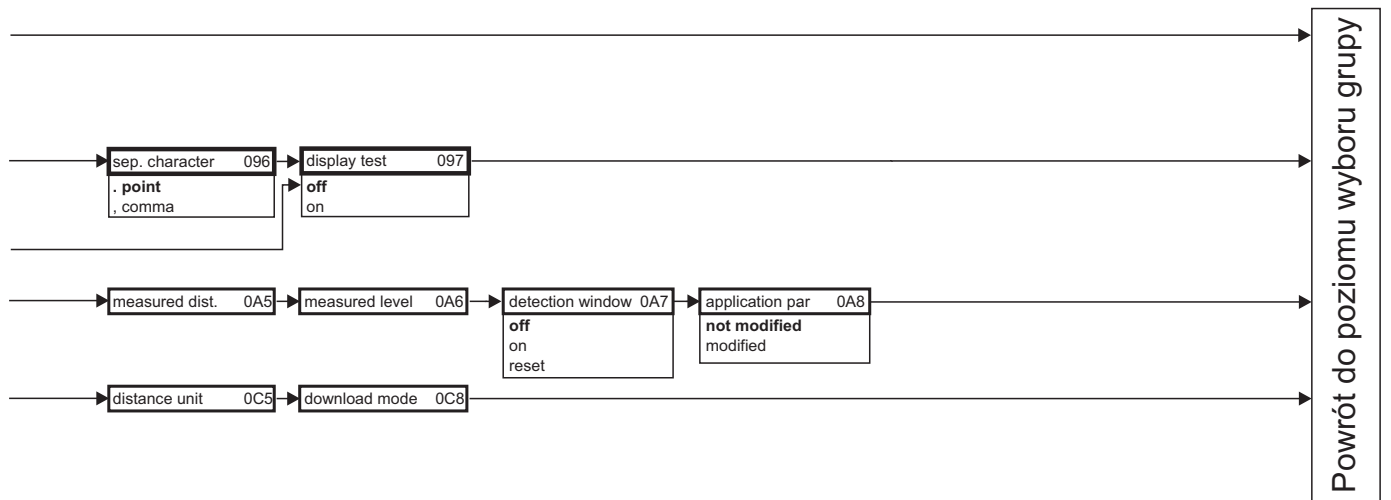 sep. character 096
. point
, comma
display test 097
off
on
measured dist. 0A5
measured level 0A6
detection window 0A7
off
on
reset
application par 0A8
not modified
modified
distance unit 0C5
download mode 0C8
Powrót do poziomu wyboru grupy